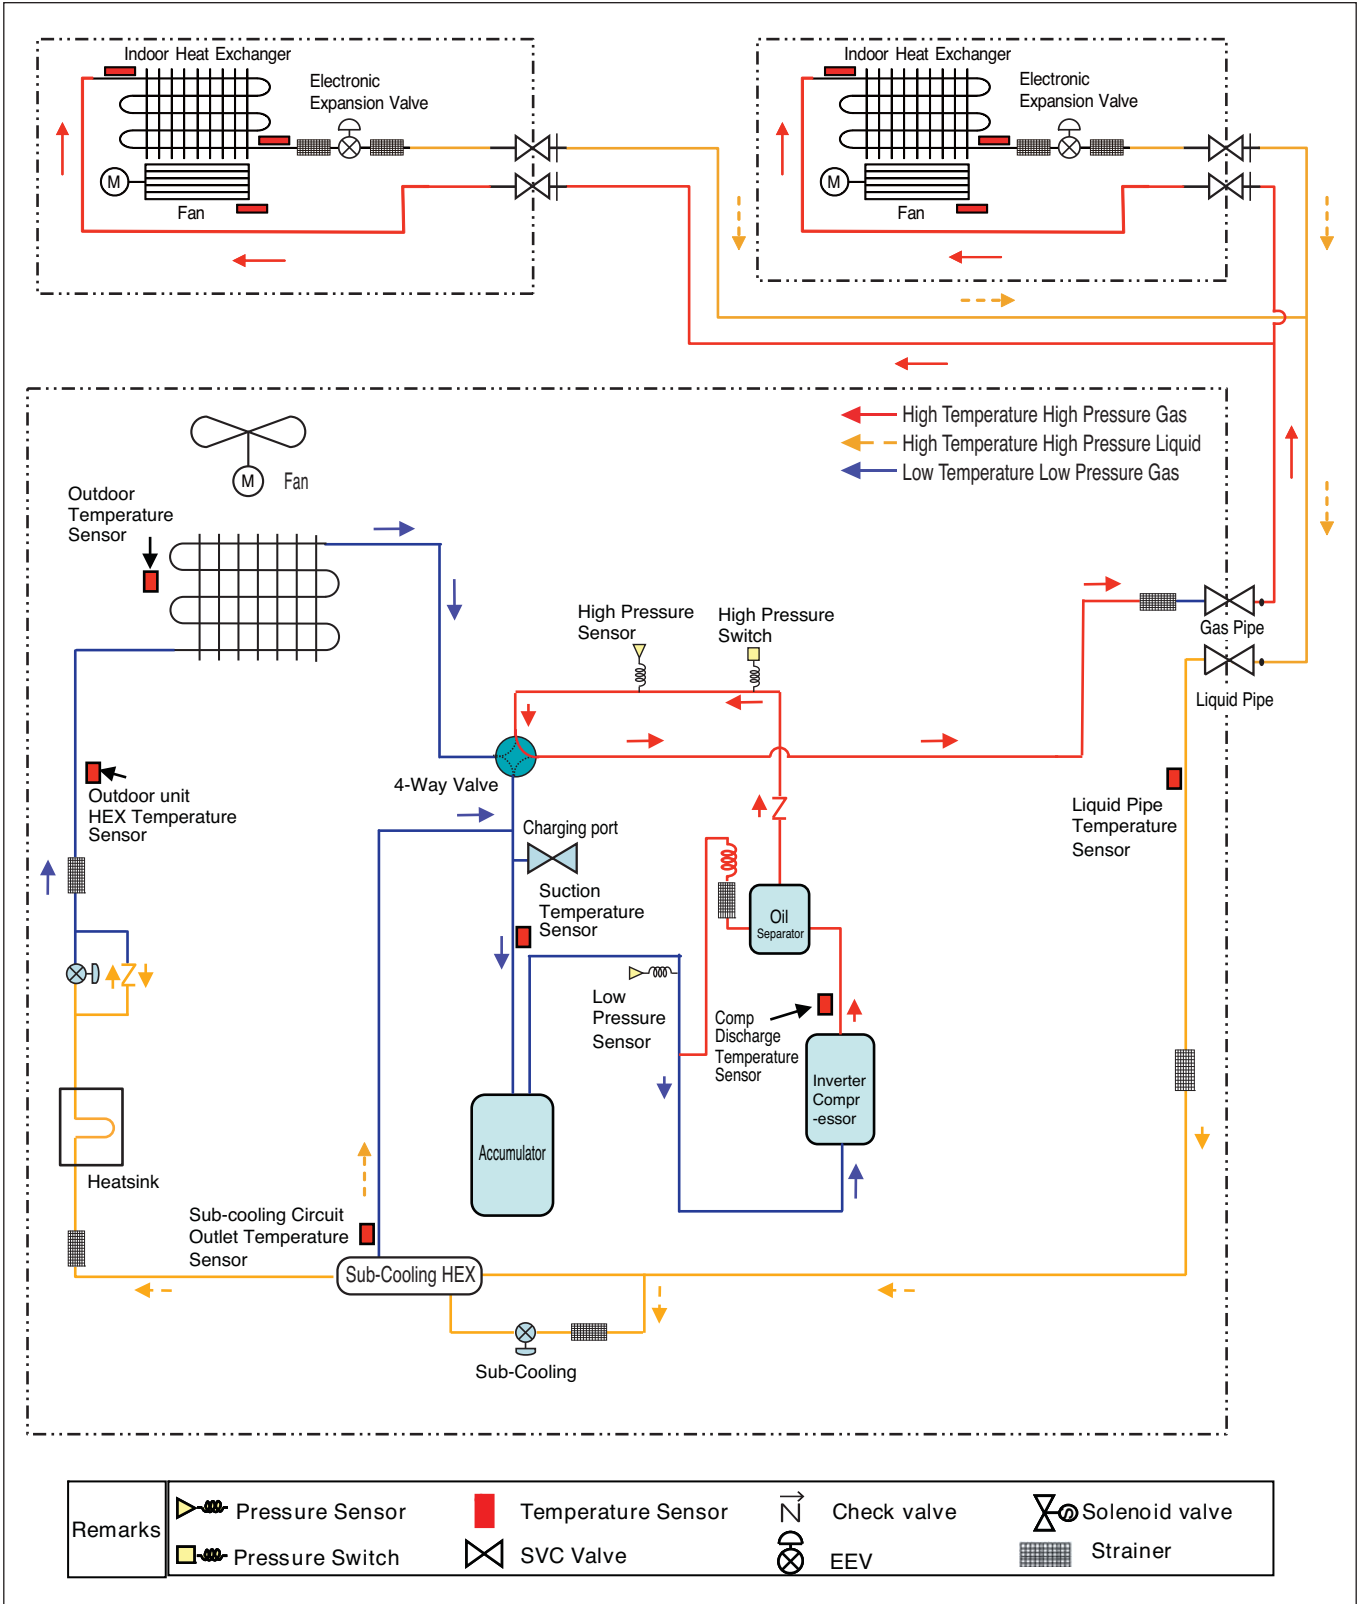 Indoor Heat Exchanger
Electronic
Expansion Valve
M
Fan
Indoor Heat Exchanger
Electronic
Expansion Valve
M
Fan
High Temperature High Pressure Gas
High Temperature High Pressure Liquid
Low Temperature Low Pressure Gas
M
Fan
Outdoor
Temperature
Sensor
High Pressure
Sensor
High Pressure
Switch
Gas Pipe
Liquid Pipe
4-Way Valve
Outdoor unit
HEX Temperature
Sensor
Liquid Pipe
Temperature
Sensor
Charging port
Suction
Temperature
Sensor
Oil
Separator
Low
Pressure
Sensor
Comp
Discharge
Temperature
Sensor
Inverter
Compr
-essor
Accumulator
Heatsink
Sub-cooling Circuit
Outlet Temperature
Sensor
Sub-Cooling HEX
Sub-Cooling
Remarks
Pressure Sensor
Temperature Sensor
Check valve
Solenoid valve
Pressure Switch
SVC Valve
EEV
Strainer